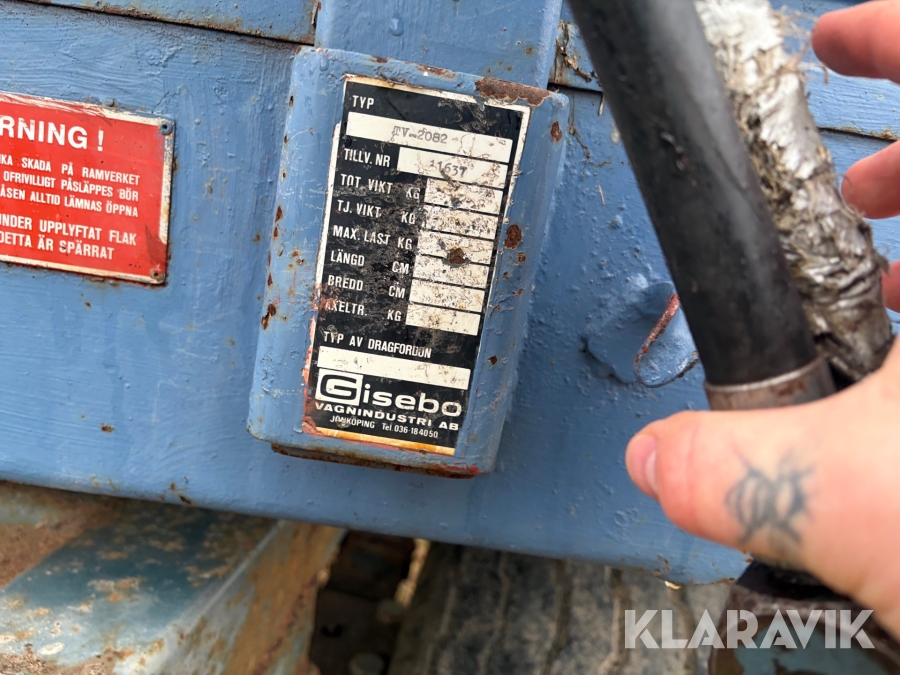 RNING !
KA SKADA PÅ RAMVERKET
OFRIVILLIGT PÅSLÄPPES BÖR
ÅSEN ALLTID LÄMNAS ÖPPNA
NDER UPPLYFTAT FLAK
DETTA ÄR SPÄRRAT
TYP
TV-2082
TILLV. NR 11637
TOT. VIKT KG
TJ. VIKT KG
MAX. LAST KG
LÄNGD CM
BREDD CM
AXELTR. KG
TYP AV DRAGFORDON
Gisebo
VAGNINDUSTRI AB
JÖNKÖPING Tel. 036-184050
KLARAVIK